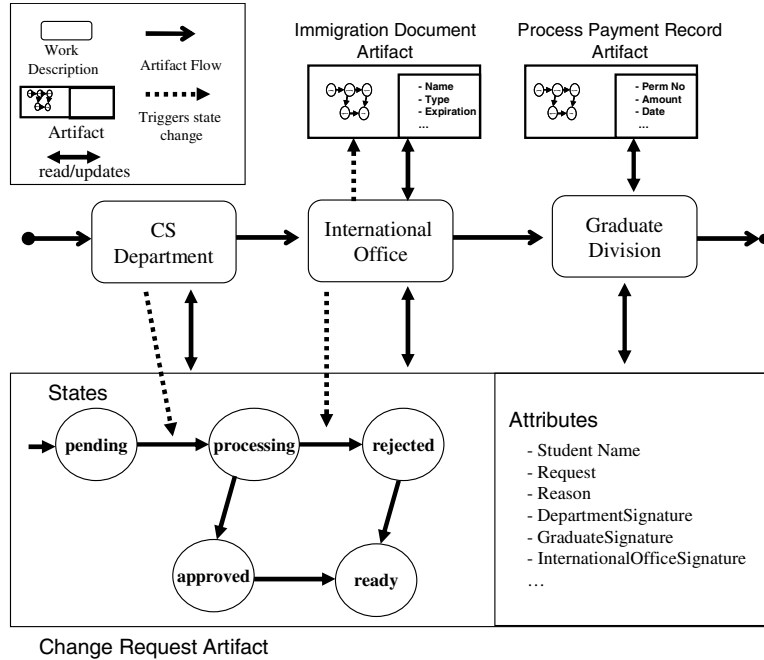 Work
Description
Artifact Flow
Triggers state
change
Artifact
read/updates
Immigration Document
Artifact
- Name
- Type
- Expiration
...
Process Payment Record
Artifact
- Perm No
- Amount
- Date
...
CS
Department
International
Office
Graduate
Division
States
pending
processing
rejected
approved
ready
Attributes
- Student Name
- Request
- Reason
- DepartmentSignature
- GraduateSignature
- InternationalOfficeSignature
...
Change Request Artifact